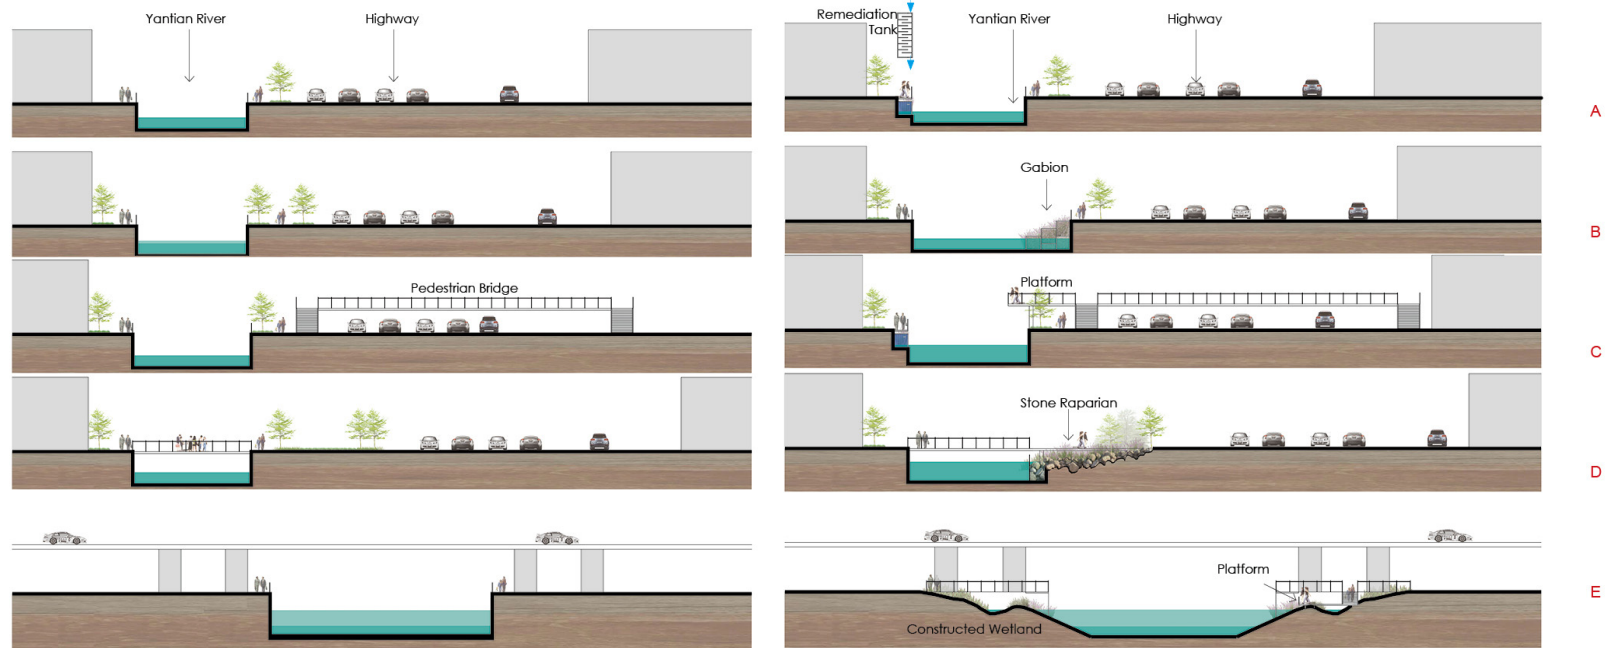 Yantian River
Highway
Remediation
Tank
Yantian River
Highway
A
Gabion
B
Pedestrian Bridge
Platform
C
Stone Raparian
D
Platform
Constructed Wetland
E